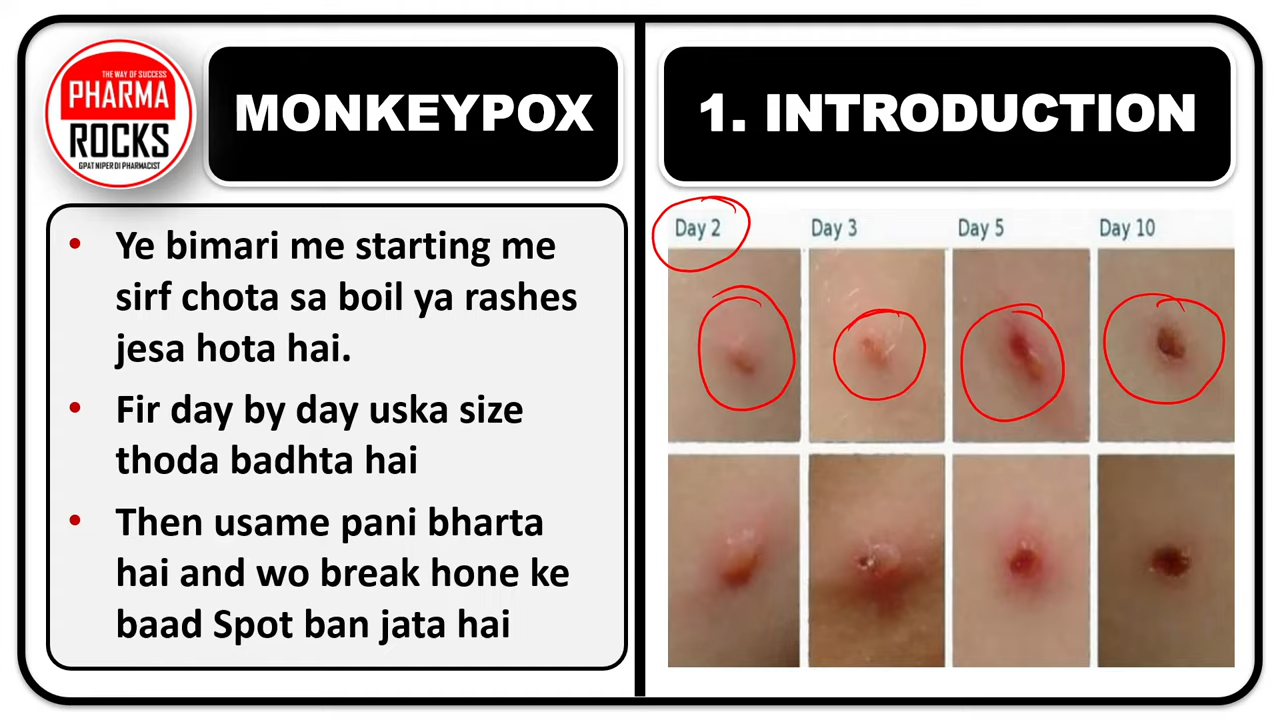 THE WAY OF SUCCESS
PHARMA
ROCKS
GPAT NIPER DI PHARMACIST
MONKEYPOX
• Ye bimari me starting me
sirf chota sa boil ya rashes
jesa hota hai.
• Fir day by day uska size
thoda badhta hai
• Then usame pani bharta
hai and wo break hone ke
baad Spot ban jata hai
1. INTRODUCTION
Day 2 Day 3 Day 5 Day 10